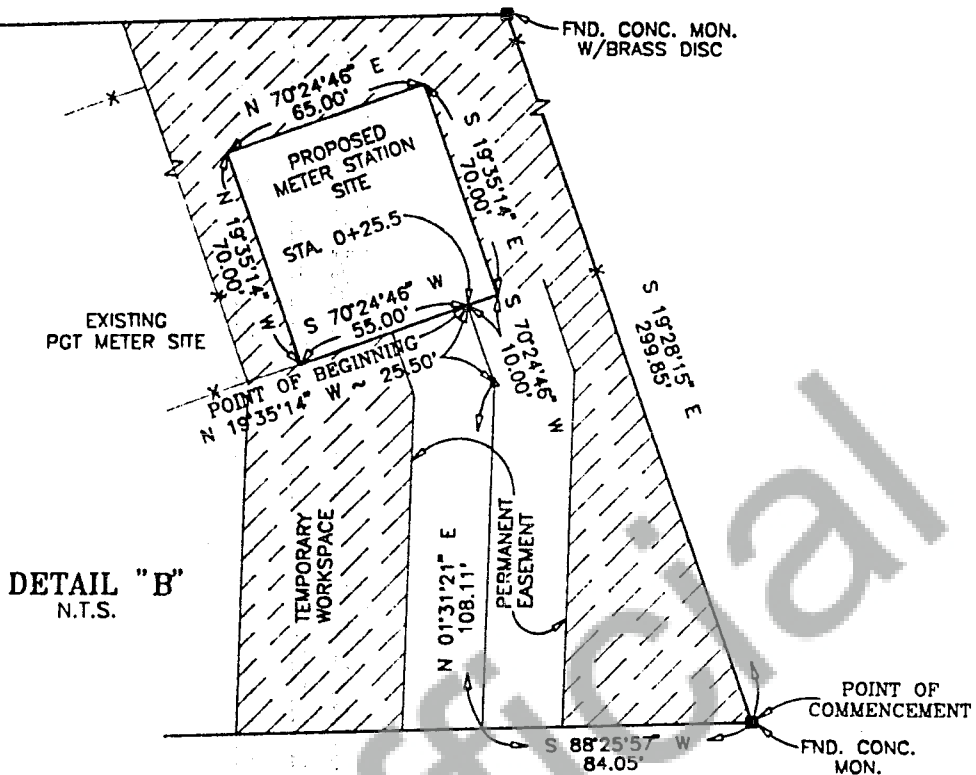 FND. CONC. MON.
W/BRASS DISC
N 70°24'46" E
65.00'
PROPOSED
METER STATION
SITE
S 19°35'14" E
70.00'
N 19°35'14" W
70.00'
STA. 0+25.5
S 70°24'46" W
55.00'
EXISTING
PGT METER SITE
POINT OF BEGINNING
N 19°35'14" W ~ 25.50'
S 70°24'46" W
10.00'
S 19°28'15" E
299.85'
DETAIL "B"
N.T.S.
TEMPORARY
WORKSPACE
N 01°31'21" E
108.11'
PERMANENT
EASEMENT
POINT OF
COMMENCEMENT
S 88°25'57" W
84.05'
FND. CONC.
MON.
fficial